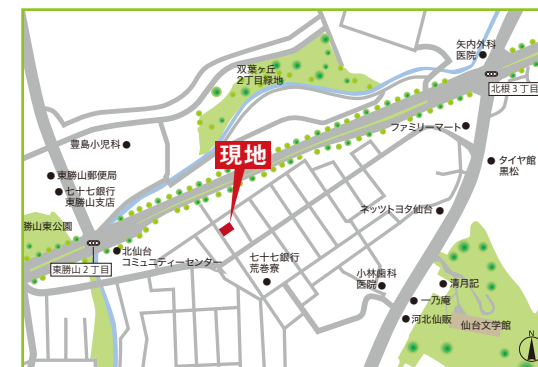 矢内外科
医院
北根3丁目
双葉ヶ丘
2丁目緑地
ファミリーマート
豊島小児科
現地
タイヤ館
黒松
東勝山郵便局
七十七銀行
東勝山支店
ネッツトヨタ仙台
勝山東公園
北仙台
コミュニティーセンター
東勝山2丁目
七十七銀行
荒巻寮
小林歯科
医院
清月記
一乃庵
河北仙販
仙台文学館
N